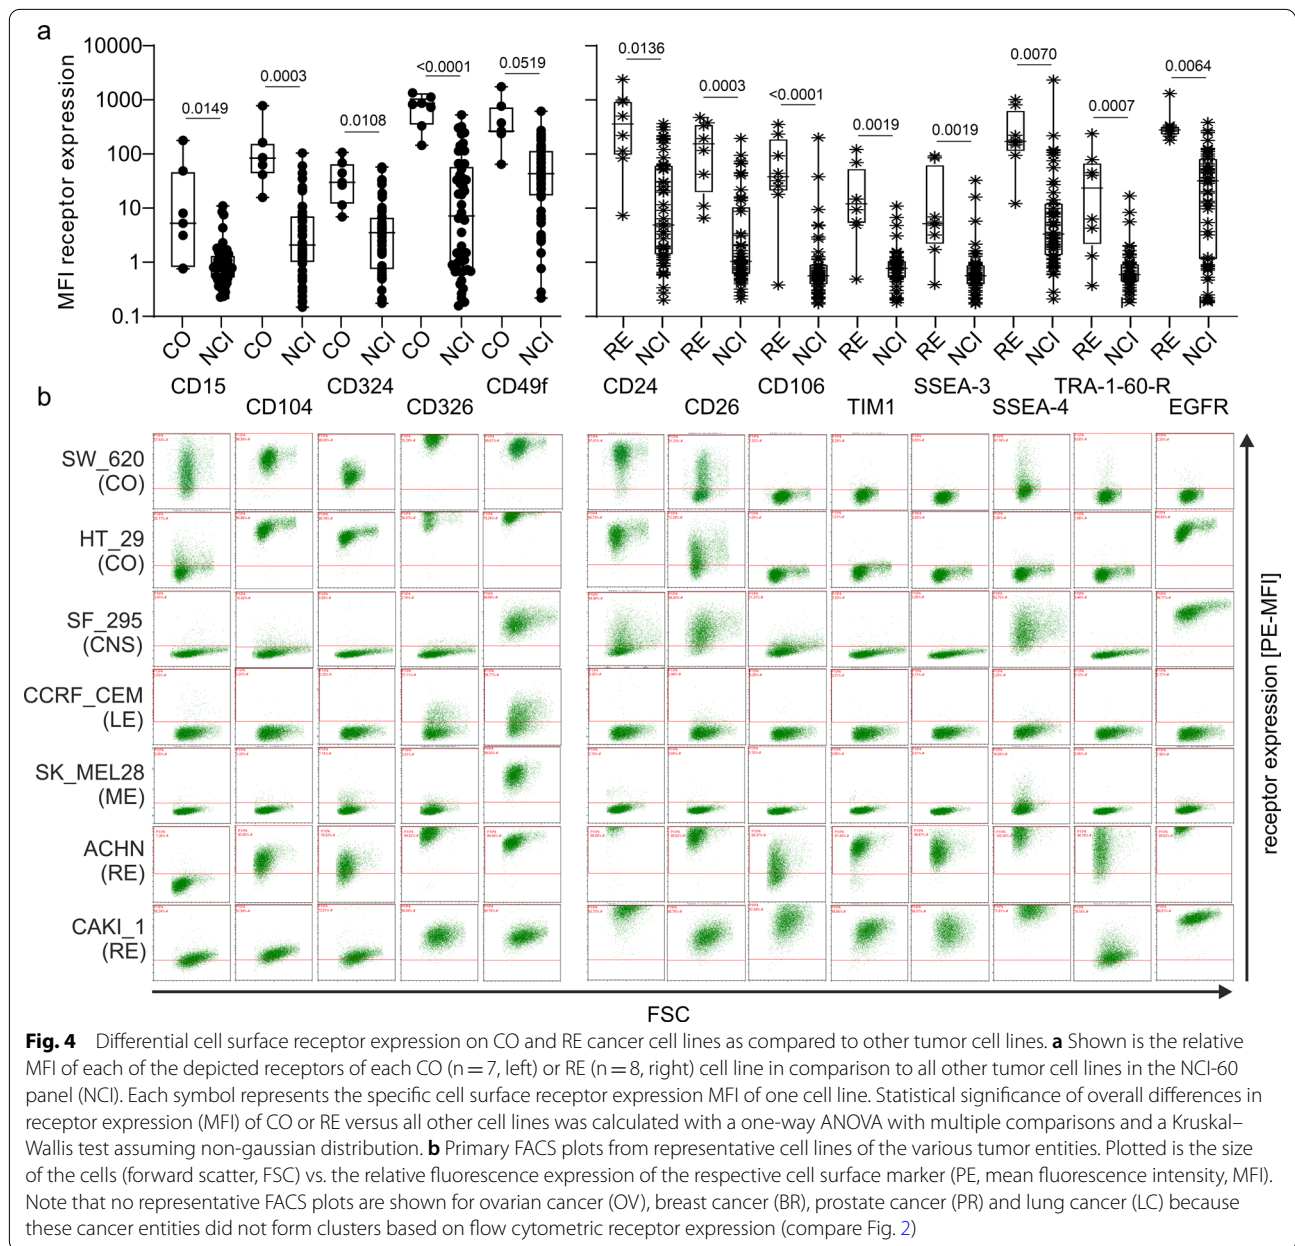 a
MFI receptor expression
10000
1000
100
10
1
0.1
0.0149
0.0003
0.0108
<0.0001
0.0519
0.0136
0.0003
<0.0001
0.0019
0.0019
0.0070
0.0007
0.0064
CO NCI CO NCI CO NCI CO NCI CO NCI RE NCI RE NCI RE NCI RE NCI RE NCI RE NCI RE NCI RE NCI
CD15 CD324 CD49f CD24 CD106 SSEA-3 TRA-1-60-R
CD104 CD326 CD26 TIM1 SSEA-4 EGFR
b
SW_620
(CO)
HT_29
(CO)
SF_295
(CNS)
CCRF_CEM
(LE)
SK_MEL28
(ME)
ACHN
(RE)
CAKI_1
(RE)
receptor expression [PE-MFI]
FSC
Fig. 4 Differential cell surface receptor expression on CO and RE cancer cell lines as compared to other tumor cell lines. a Shown is the relative
MFI of each of the depicted receptors of each CO (n = 7, left) or RE (n = 8, right) cell line in comparison to all other tumor cell lines in the NCI-60
panel (NCI). Each symbol represents the specific cell surface receptor expression MFI of one cell line. Statistical significance of overall differences in
receptor expression (MFI) of CO or RE versus all other cell lines was calculated with a one-way ANOVA with multiple comparisons and a Kruskal–
Wallis test assuming non-gaussian distribution. b Primary FACS plots from representative cell lines of the various tumor entities. Plotted is the size
of the cells (forward scatter, FSC) vs. the relative fluorescence expression of the respective cell surface marker (PE, mean fluorescence intensity, MFI).
Note that no representative FACS plots are shown for ovarian cancer (OV), breast cancer (BR), prostate cancer (PR) and lung cancer (LC) because
these cancer entities did not form clusters based on flow cytometric receptor expression (compare Fig. 2)